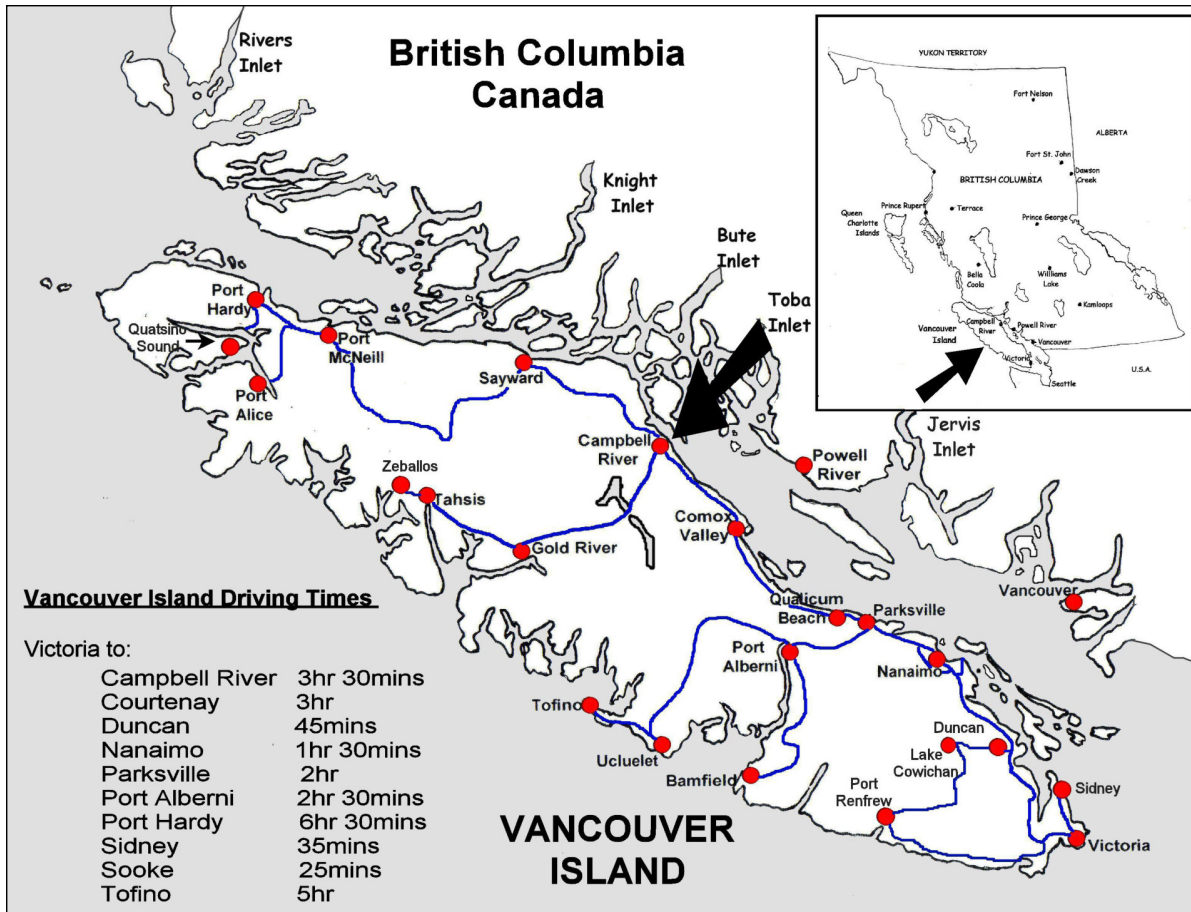 British Columbia
Canada
Rivers
Inlet
Knight
Inlet
Bute
Inlet
Toba
Inlet
Jervis
Inlet
Port
Hardy
Quatsino
Sound
Port
McNeill
Port
Alice
Sayward
Campbell
River
Powell
River
Zeballos
Tahsis
Gold River
Comox
Valley
Qualicum
Beach
Parksville
Vancouver
Port
Alberni
Nanaimo
Tofino
Ucluelet
Bamfield
Duncan
Lake
Cowichan
Port
Renfrew
Sidney
Victoria
VANCOUVER
ISLAND
Vancouver Island Driving Times
Victoria to:
Campbell River 3hr 30mins
Courtenay 3hr
Duncan 45mins
Nanaimo 1hr 30mins
Parksville 2hr
Port Alberni 2hr 30mins
Port Hardy 6hr 30mins
Sidney 35mins
Sooke 25mins
Tofino 5hr
YUKON TERRITORY
Fort Nelson
ALBERTA
Fort St. John
Dawson
Creek
BRITISH COLUMBIA
Prince Rupert
Terrace
Queen
Charlotte
Islands
Prince George
Bella
Coola
Williams
Lake
Kamloops
Campbell
River
Powell River
Vancouver
Island
Vancouver
Victoria
Seattle
U.S.A.